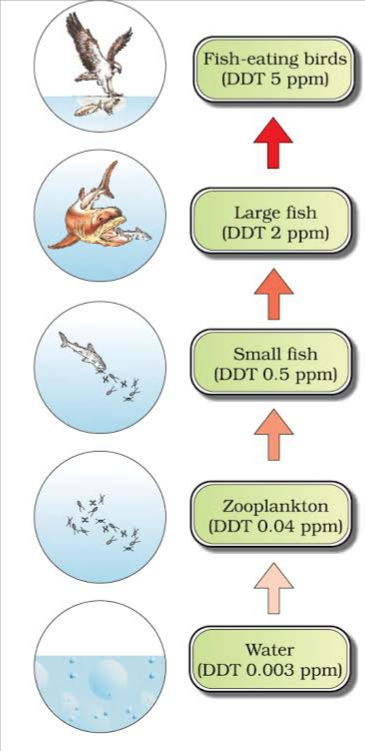 Fish-eating birds
(DDT 5 ppm)
Large fish
(DDT 2 ppm)
Small fish
(DDT 0.5 ppm)
Zooplankton
(DDT 0.04 ppm)
Water
(DDT 0.003 ppm)